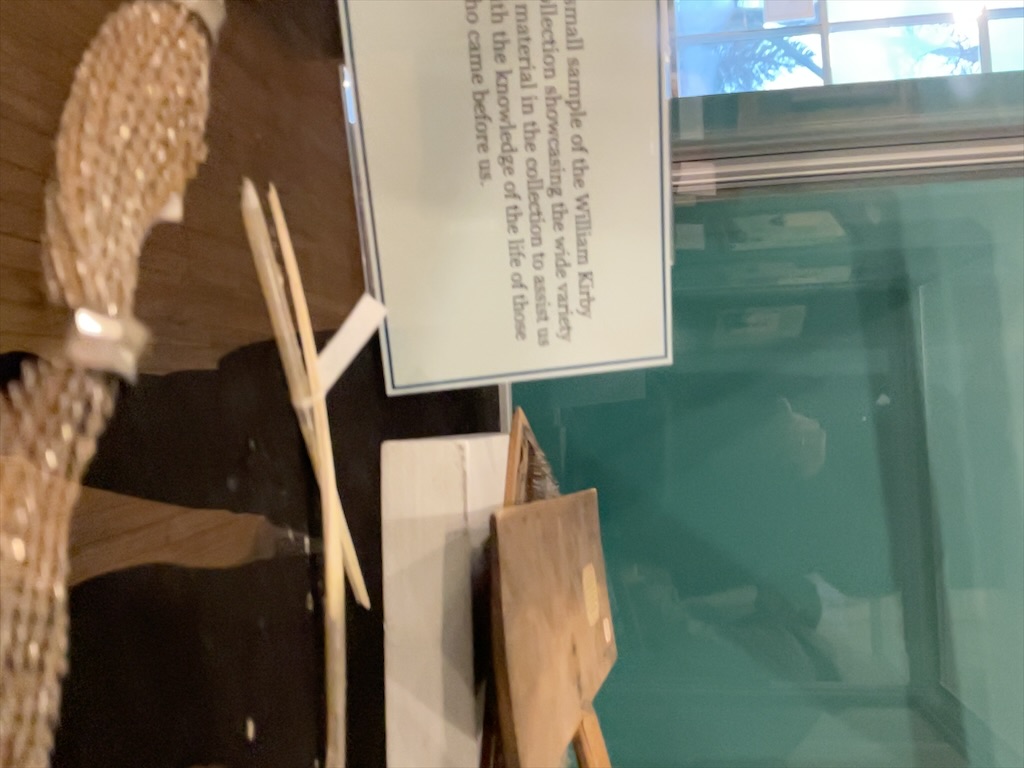 small sample of the William Kirby
ollection showcasing the wide variety
material in the collection to assist us
th the knowledge of the life of those
ho came before us.